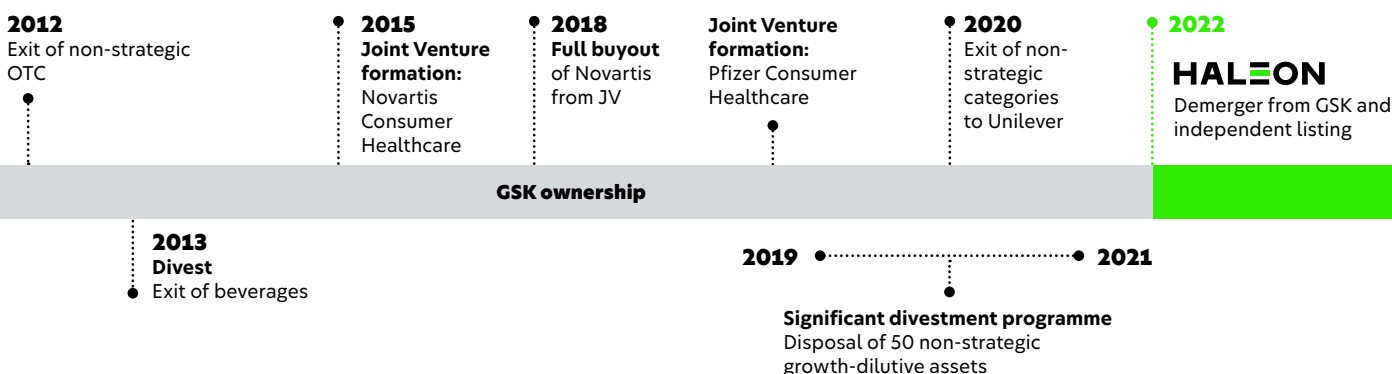 2012
Exit of non-strategic
OTC
2015
Joint Venture
formation:
Novartis
Consumer
Healthcare
2018
Full buyout
of Novartis
from JV
Joint Venture
formation:
Pfizer Consumer
Healthcare
2020
Exit of non-
strategic
categories
to Unilever
2022
HALEON
Demerger from GSK and
independent listing
GSK ownership
2013
Divest
Exit of beverages
2019
2021
Significant divestment programme
Disposal of 50 non-strategic
growth-dilutive assets